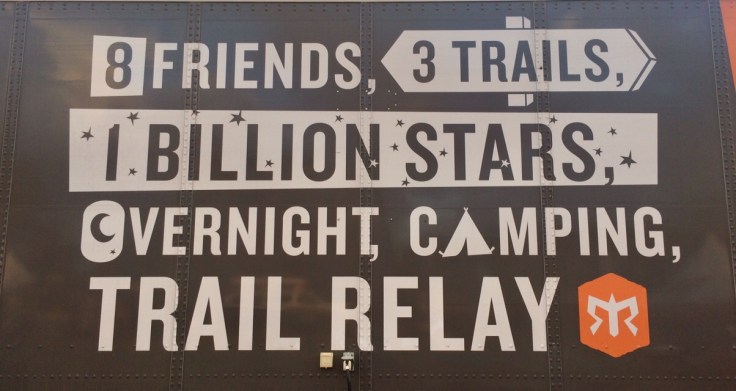 8 FRIENDS, 3 TRAILS,
1 BILLION STARS,
OVERNIGHT, CAMPING,
TRAIL RELAY